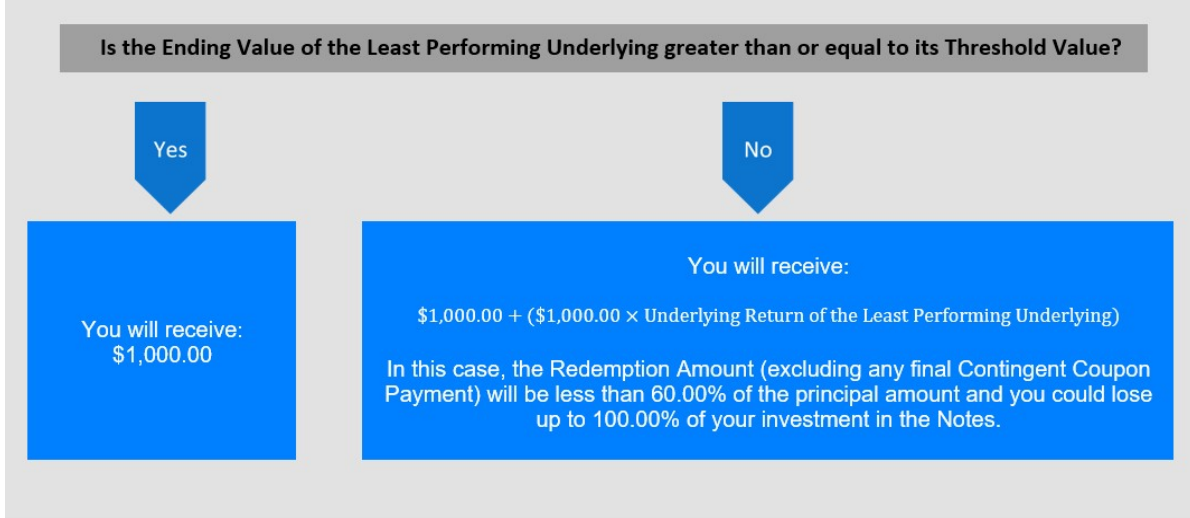 Is the Ending Value of the Least Performing Underlying greater than or equal to its Threshold Value?
Yes
No
You will receive:
$1,000.00
You will receive:
$1,000.00 + ($1,000.00 × Underlying Return of the Least Performing Underlying)
In this case, the Redemption Amount (excluding any final Contingent Coupon
Payment) will be less than 60.00% of the principal amount and you could lose
up to 100.00% of your investment in the Notes.